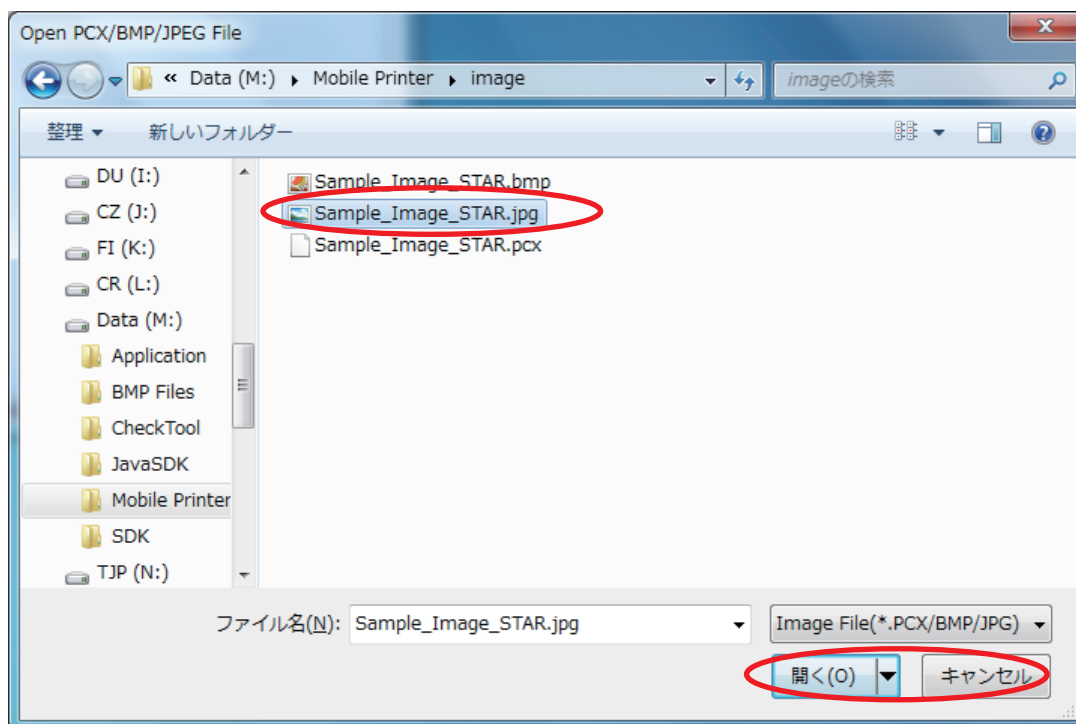 Open PCX/BMP/JPEG File
« Data (M:) ▸ Mobile Printer ▸ image
imageの検索
整理 新しいフォルダー
DU (I:)
CZ (J:)
FI (K:)
CR (L:)
Data (M:)
Application
BMP Files
CheckTool
JavaSDK
Mobile Printer
SDK
TJP (N:)
Sample_Image_STAR.bmp
Sample_Image_STAR.jpg
Sample_Image_STAR.pcx
ファイル名(N): Sample_Image_STAR.jpg
Image File(*.PCX/BMP/JPG)
開く(O) キャンセル